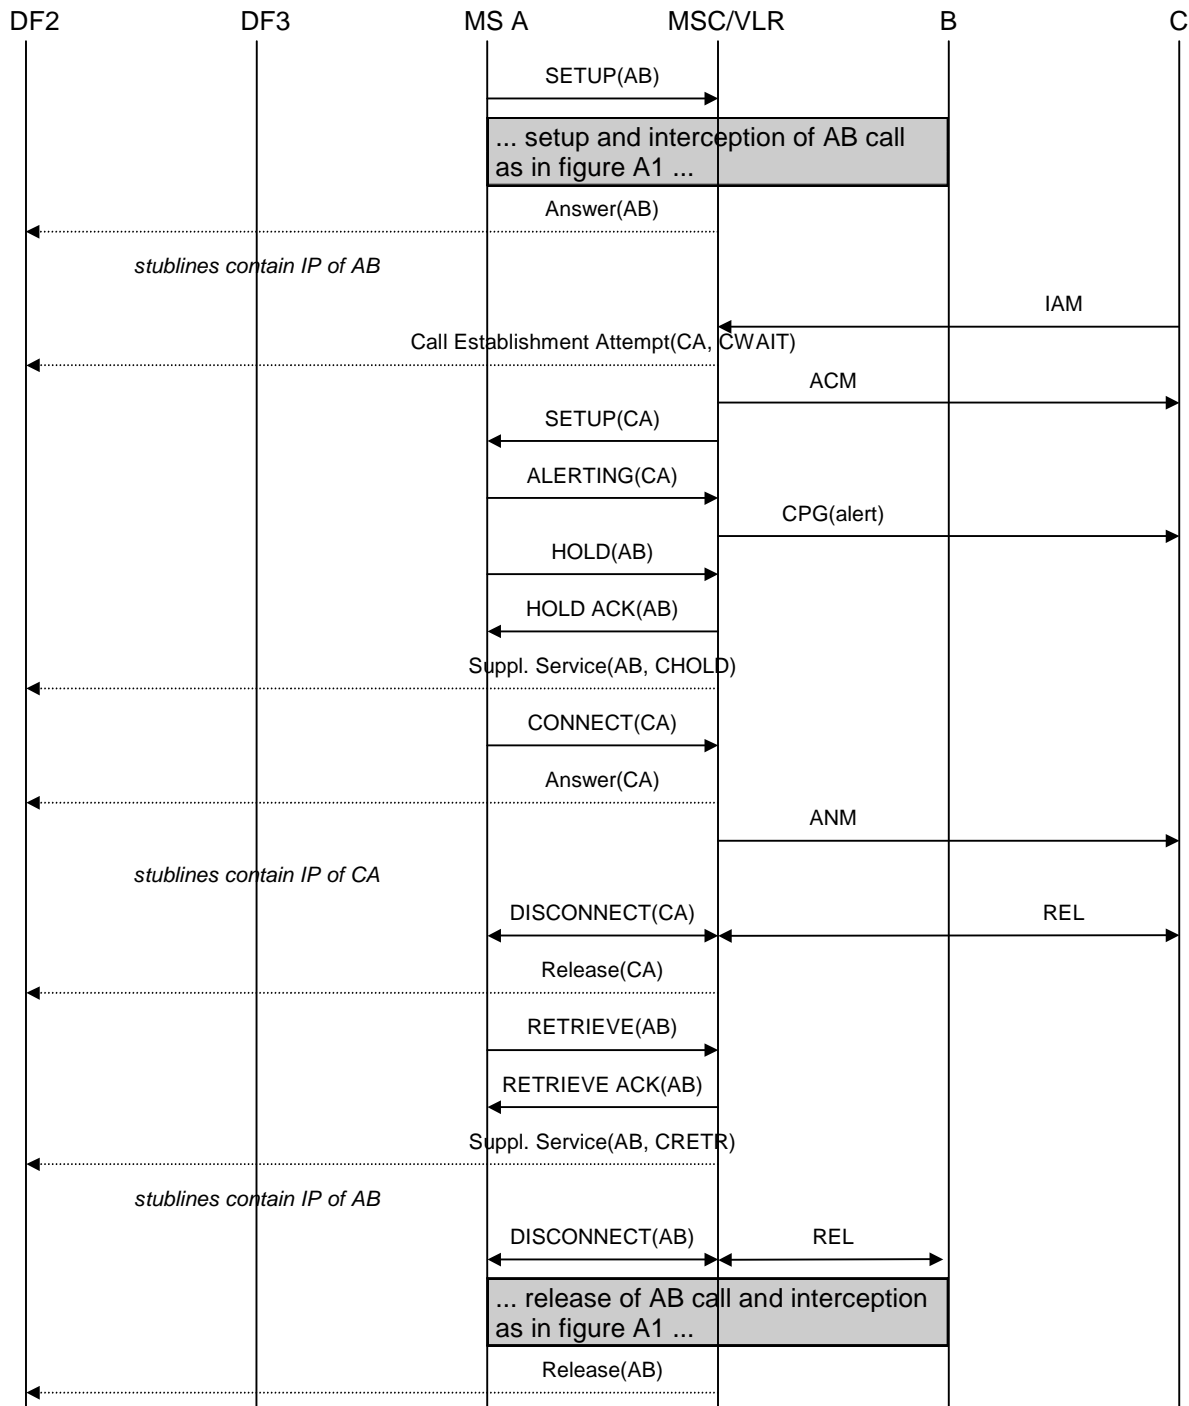 DF2 DF3 MS A MSC/VLR B C
SETUP(AB)
... setup and interception of AB call
as in figure A1 ...
Answer(AB)
stublines contain IP of AB
IAM
Call Establishment Attempt(CA, CWAIT)
ACM
SETUP(CA)
ALERTING(CA)
CPG(alert)
HOLD(AB)
HOLD ACK(AB)
Suppl. Service(AB, CHOLD)
CONNECT(CA)
Answer(CA)
ANM
stublines contain IP of CA
DISCONNECT(CA) REL
Release(CA)
RETRIEVE(AB)
RETRIEVE ACK(AB)
Suppl. Service(AB, CRETR)
stublines contain IP of AB
DISCONNECT(AB) REL
... release of AB call and interception
as in figure A1 ...
Release(AB)